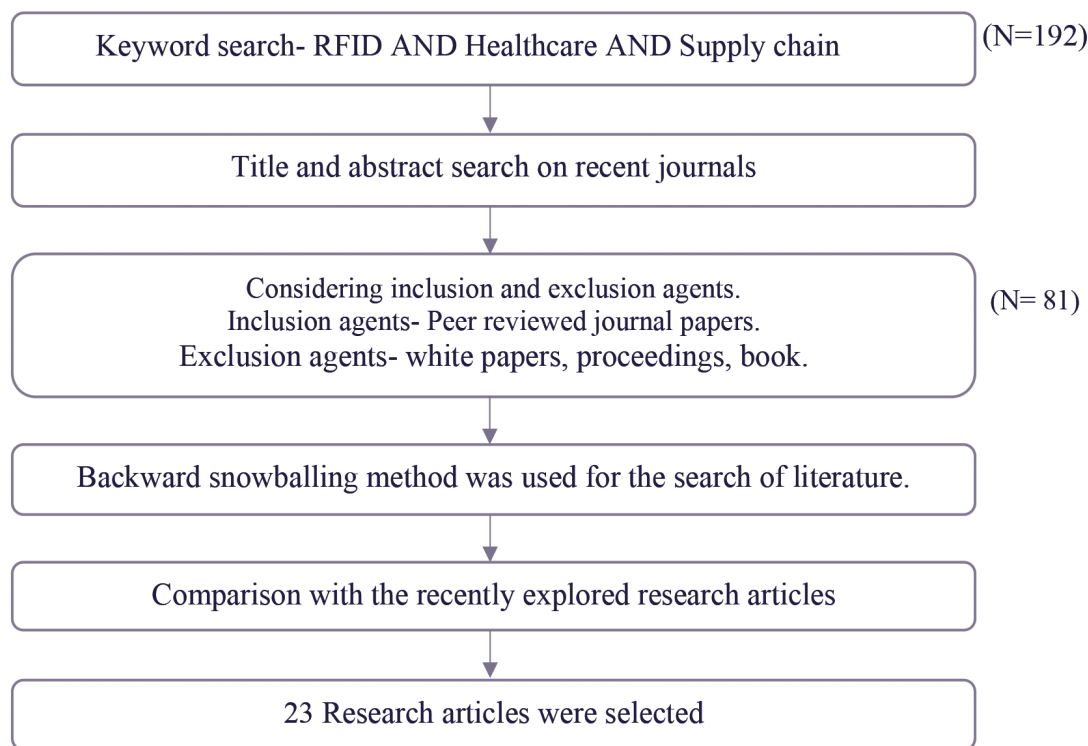 Keyword search- RFID AND Healthcare AND Supply chain
(N=192)
Title and abstract search on recent journals
Considering inclusion and exclusion agents.
Inclusion agents- Peer reviewed journal papers.
Exclusion agents- white papers, proceedings, book.
(N= 81)
Backward snowballing method was used for the search of literature.
Comparison with the recently explored research articles
23 Research articles were selected